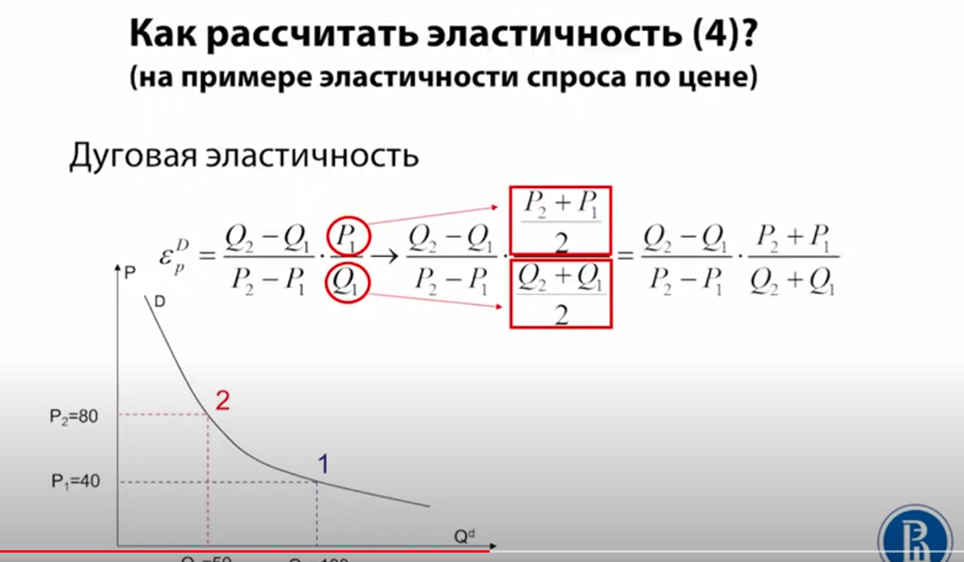 Как рассчитать эластичность (4)?
(на примере эластичности спроса по цене)
Дуговая эластичность
ε_p^D = (Q₂ − Q₁)/(P₂ − P₁) · P₁/Q₁ → (Q₂ − Q₁)/(P₂ − P₁) · ((P₂ + P₁)/2)/((Q₂ + Q₁)/2) = (Q₂ − Q₁)/(P₂ − P₁) · (P₂ + P₁)/(Q₂ + Q₁)
P
D
2
P₂=80
1
P₁=40
Qᵈ